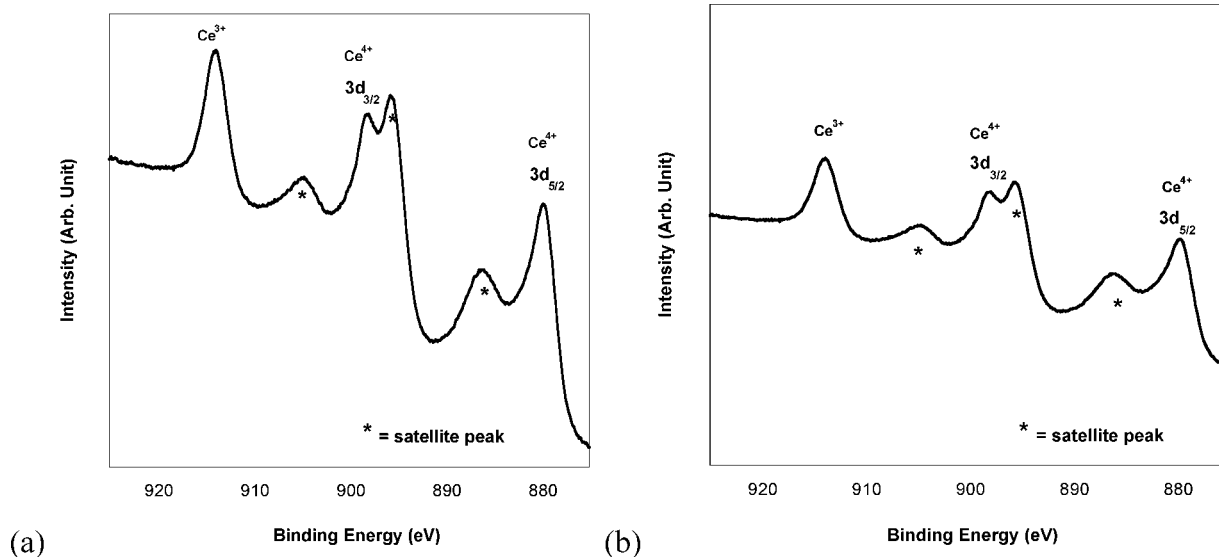 Ce³⁺
Ce⁴⁺
3d₃/₂
*
Ce⁴⁺
3d₅/₂
*
*
* = satellite peak
Intensity (Arb. Unit)
920 910 900 890 880
Binding Energy (eV)
(a)
Ce³⁺
Ce⁴⁺
3d₃/₂
Ce⁴⁺
3d₅/₂
*
*
*
* = satellite peak
Intensity (Arb. Unit)
920 910 900 890 880
Binding Energy (eV)
(b)